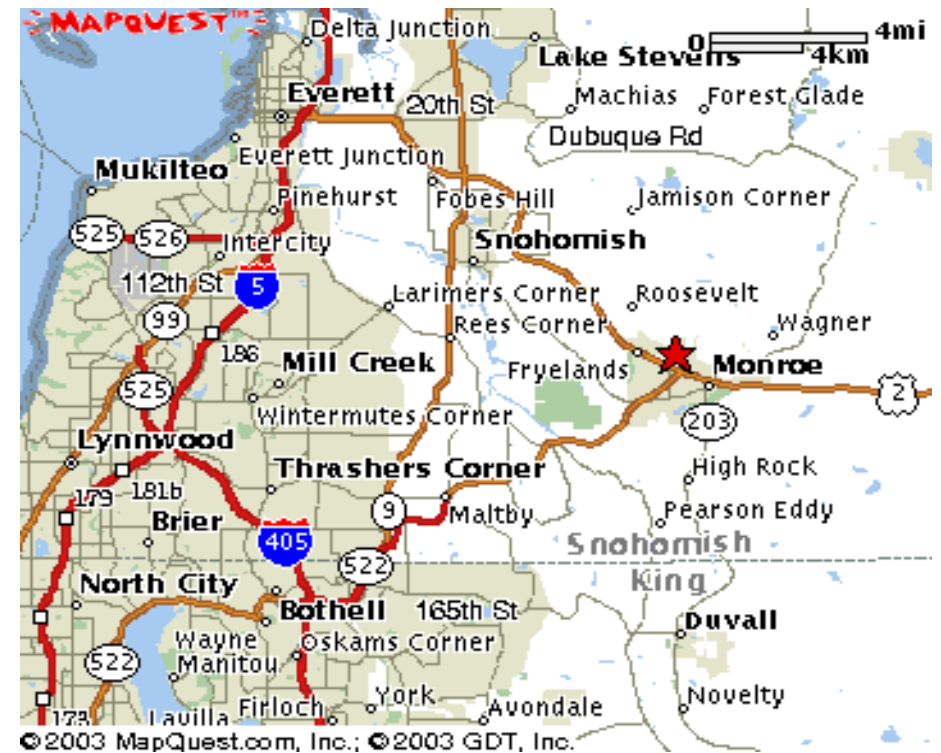 MAPQUEST™
Delta Junction
0 4mi
4km
Lake Stevens
Everett
20th St
Machias
Forest Glade
Dubuque Rd
Everett Junction
Mukilteo
Pinehurst
Fobes Hill
Jamison Corner
525
526
Intercity
Snohomish
112th St
5
Larimers Corner
Roosevelt
99
Rees Corner
Wagner
186
Mill Creek
Fryelands
Monroe
525
2
Wintermutes Corner
203
Lynnwood
Thrashers Corner
High Rock
179
181b
Brier
9
Maltby
Pearson Eddy
405
Snohomish
522
King
North City
Bothell
165th St
Duvall
Wayne
Oskams Corner
522
Manitou
York
Novelty
173
Lavilla
Firloch
Avondale
©2003 MapQuest.com, Inc.; ©2003 GDT, Inc.